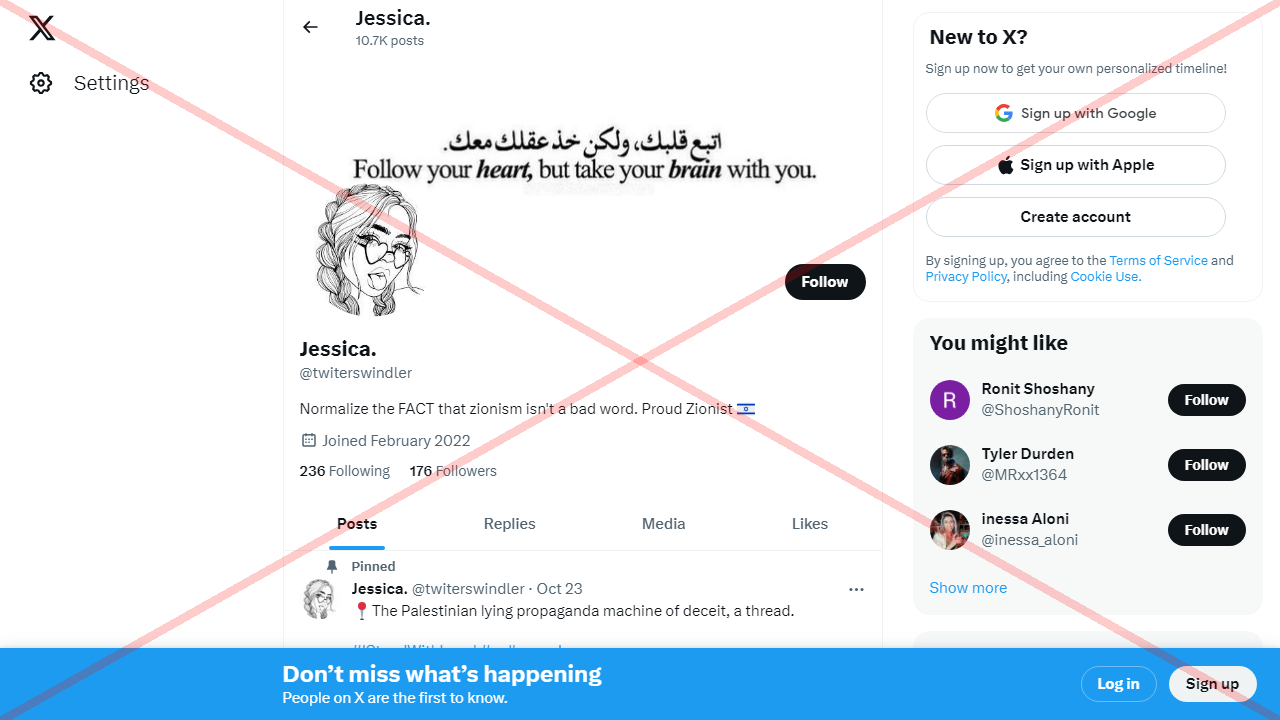 Settings
Jessica.
10.7K posts
اتبع قلبك، ولكن خذ عقلك معك.
Follow your heart, but take your brain with you.
Follow
Jessica.
@twiterswindler
Normalize the FACT that zionism isn't a bad word. Proud Zionist 🇮🇱
Joined February 2022
236 Following 176 Followers
Posts Replies Media Likes
Pinned
Jessica. @twiterswindler · Oct 23
📍The Palestinian lying propaganda machine of deceit, a thread.
New to X?
Sign up now to get your own personalized timeline!
Sign up with Google
Sign up with Apple
Create account
By signing up, you agree to the Terms of Service and
Privacy Policy, including Cookie Use.
You might like
R
Ronit Shoshany
@ShoshanyRonit
Follow
Tyler Durden
@MRxx1364
Follow
inessa Aloni
@inessa_aloni
Follow
Show more
Don’t miss what’s happening
People on X are the first to know.
Log in
Sign up